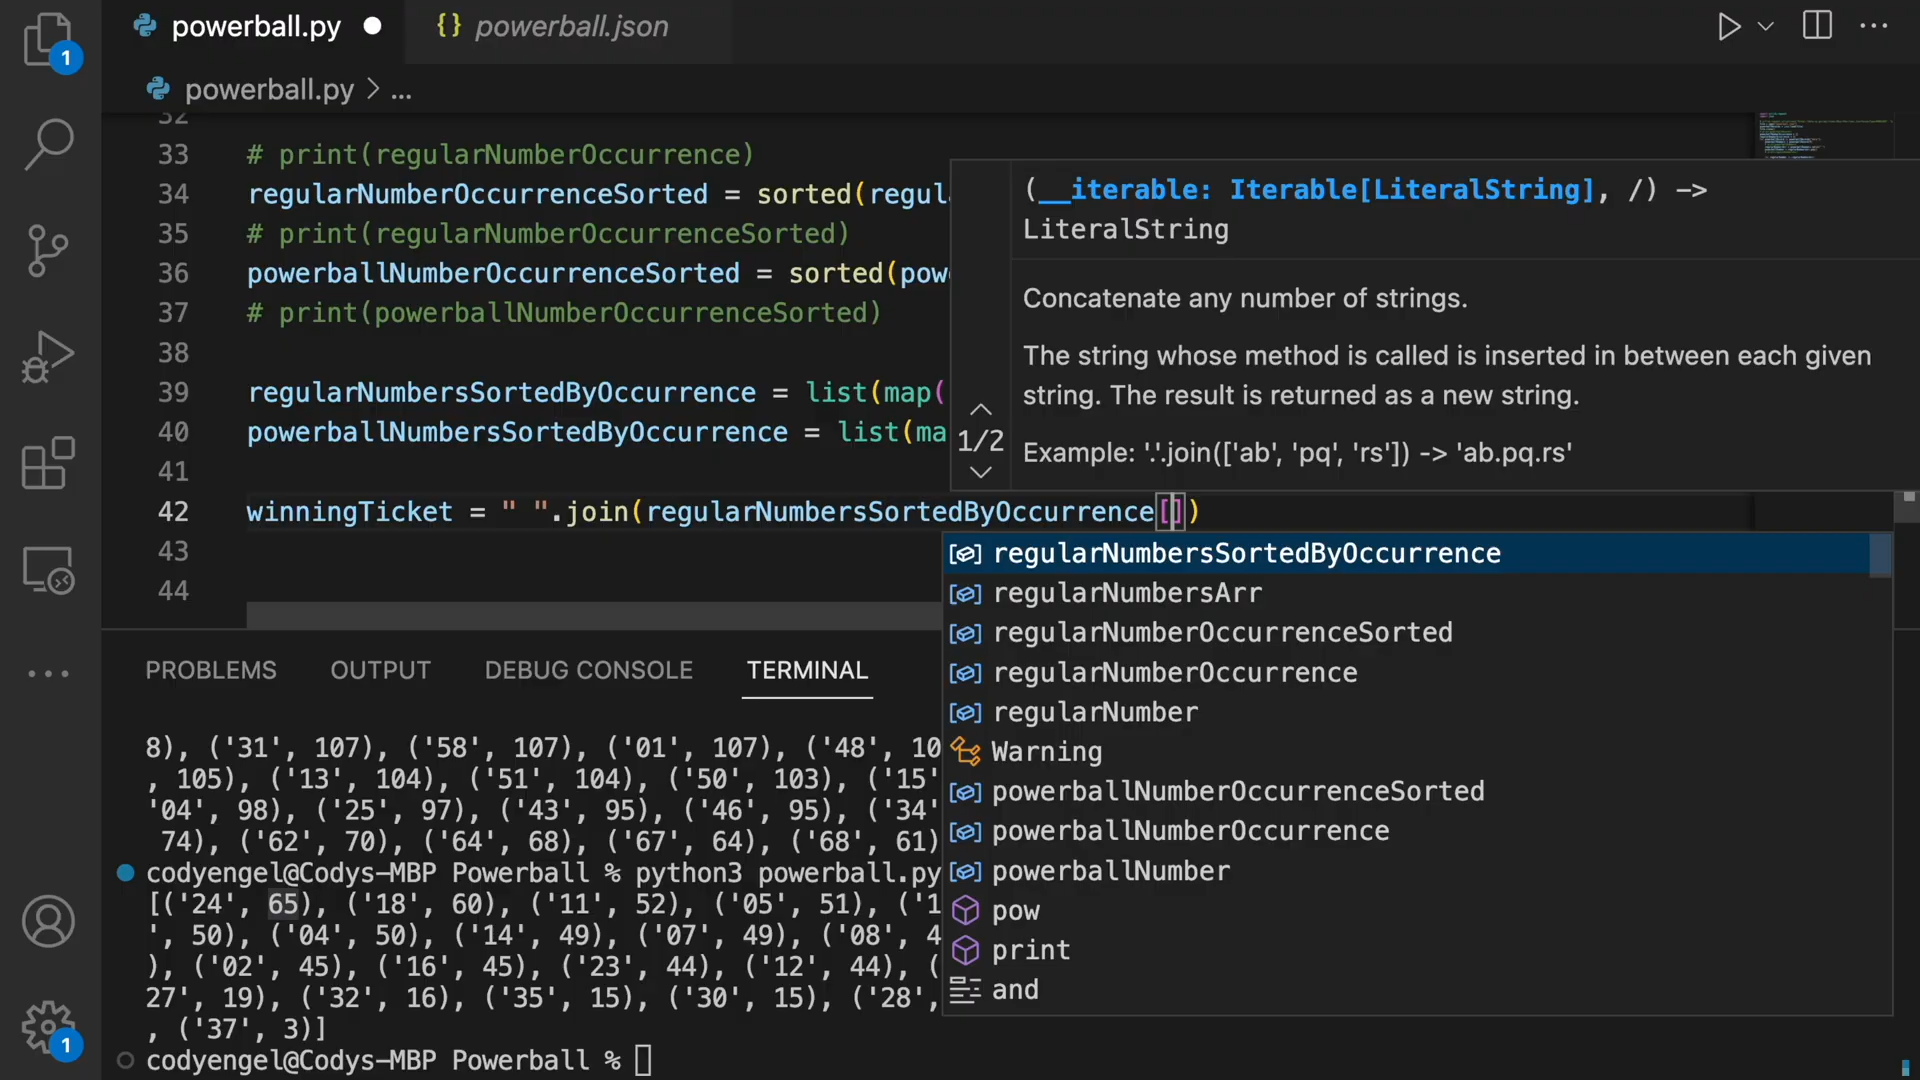 powerball.py
{} powerball.json
1
powerball.py > ...
32
33 # print(regularNumberOccurrence)
34 regularNumberOccurrenceSorted = sorted(regul
35 # print(regularNumberOccurrenceSorted)
36 powerballNumberOccurrenceSorted = sorted(pow
37 # print(powerballNumberOccurrenceSorted)
38
39 regularNumbersSortedByOccurrence = list(map(
40 powerballNumbersSortedByOccurrence = list(ma
41
42 winningTicket = " ".join(regularNumbersSortedByOccurrence[])
43
44
(__iterable: Iterable[LiteralString], /) ->
LiteralString
Concatenate any number of strings.
The string whose method is called is inserted in between each given
string. The result is returned as a new string.
1/2
Example: '.'.join(['ab', 'pq', 'rs']) -> 'ab.pq.rs'
regularNumbersSortedByOccurrence
regularNumbersArr
regularNumberOccurrenceSorted
regularNumberOccurrence
regularNumber
Warning
powerballNumberOccurrenceSorted
powerballNumberOccurrence
powerballNumber
pow
print
and
PROBLEMS OUTPUT DEBUG CONSOLE TERMINAL
8), ('31', 107), ('58', 107), ('01', 107), ('48', 10
, 105), ('13', 104), ('51', 104), ('50', 103), ('15'
'04', 98), ('25', 97), ('43', 95), ('46', 95), ('34'
74), ('62', 70), ('64', 68), ('67', 64), ('68', 61)
codyengel@Codys-MBP Powerball % python3 powerball.py
[('24', 65), ('18', 60), ('11', 52), ('05', 51), ('1
', 50), ('04', 50), ('14', 49), ('07', 49), ('08', 4
), ('02', 45), ('16', 45), ('23', 44), ('12', 44), (
27', 19), ('32', 16), ('35', 15), ('30', 15), ('28',
, ('37', 3)]
codyengel@Codys-MBP Powerball %
1